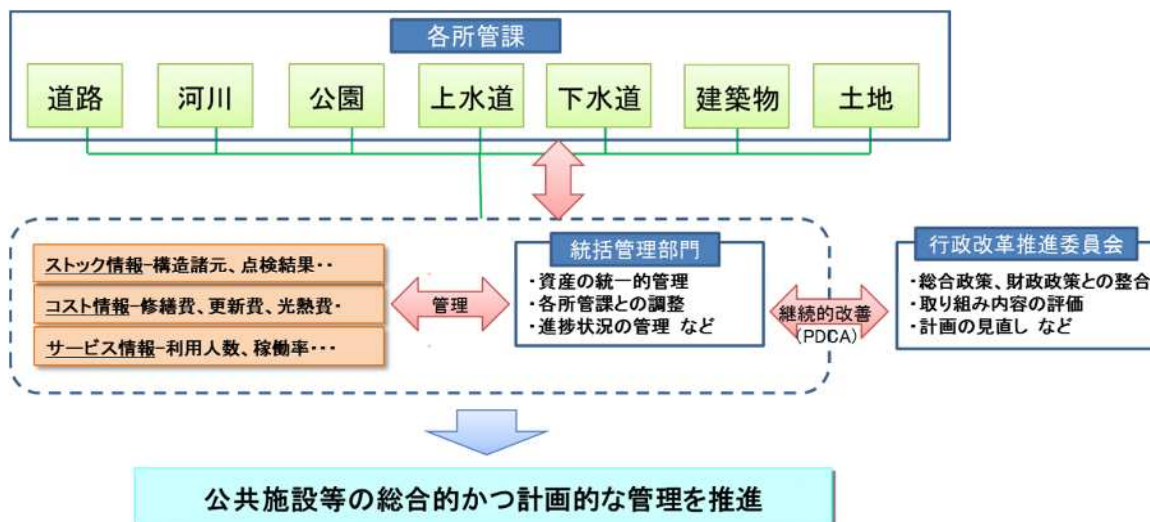 各所管課
道路
河川
公園
上水道
下水道
建築物
土地
ストック情報-構造諸元、点検結果‥
コスト情報-修繕費、更新費、光熱費・
サービス情報-利用人数、稼働率…
管理
統括管理部門
・資産の統一的管理
・各所管課との調整
・進捗状況の管理 など
継続的改善
(PDCA)
行政改革推進委員会
・総合政策、財政政策との整合
・取り組み内容の評価
・計画の見直し など
公共施設等の総合的かつ計画的な管理を推進